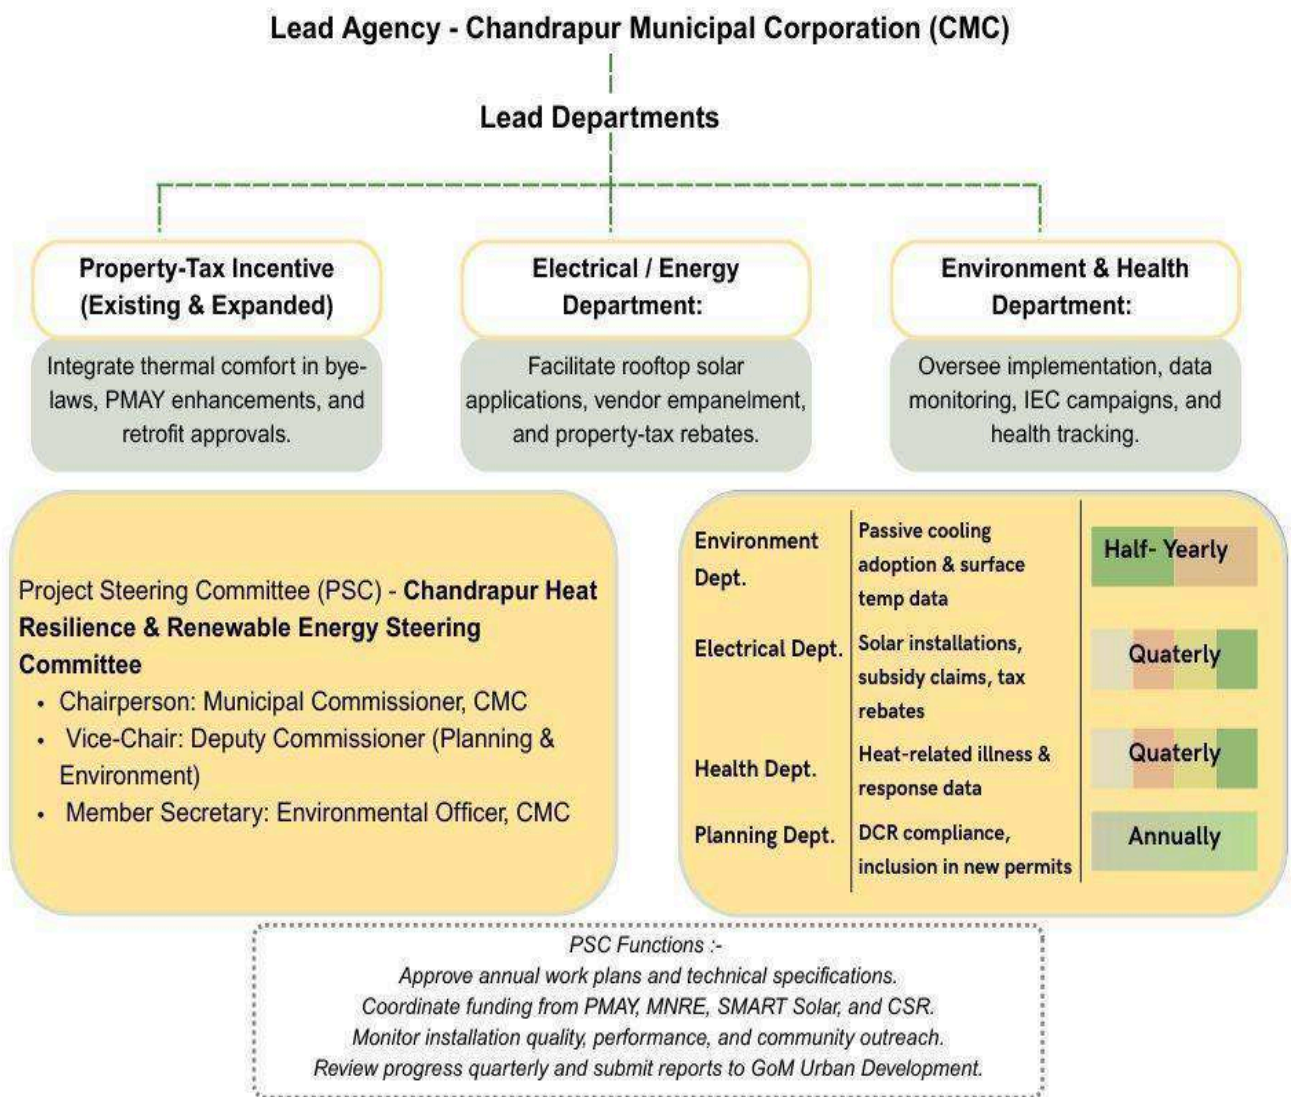 Lead Agency - Chandrapur Municipal Corporation (CMC)
Lead Departments
Property-Tax Incentive
(Existing & Expanded)
Integrate thermal comfort in bye-
laws, PMAY enhancements, and
retrofit approvals.
Electrical / Energy
Department:
Facilitate rooftop solar
applications, vendor empanelment,
and property-tax rebates.
Environment & Health
Department:
Oversee implementation, data
monitoring, IEC campaigns, and
health tracking.
Project Steering Committee (PSC) - Chandrapur Heat
Resilience & Renewable Energy Steering
Committee
• Chairperson: Municipal Commissioner, CMC
• Vice-Chair: Deputy Commissioner (Planning &
Environment)
• Member Secretary: Environmental Officer, CMC
Environment
Dept.
Passive cooling
adoption & surface
temp data
Half- Yearly
Electrical Dept.
Solar installations,
subsidy claims, tax
rebates
Quaterly
Health Dept.
Heat-related illness &
response data
Quaterly
Planning Dept.
DCR compliance,
inclusion in new permits
Annually
PSC Functions :-
Approve annual work plans and technical specifications.
Coordinate funding from PMAY, MNRE, SMART Solar, and CSR.
Monitor installation quality, performance, and community outreach.
Review progress quarterly and submit reports to GoM Urban Development.